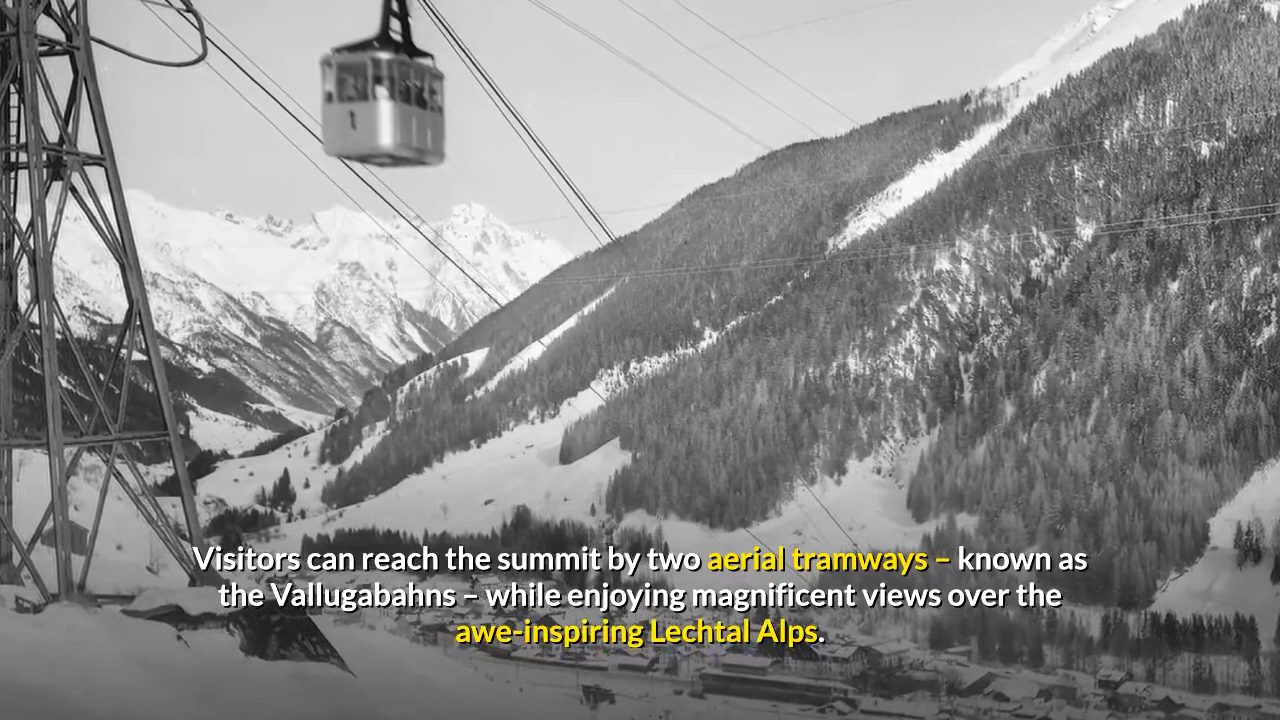 Visitors can reach the summit by two aerial tramways – known as
the Vallugabahns – while enjoying magnificent views over the
awe-inspiring Lechtal Alps.